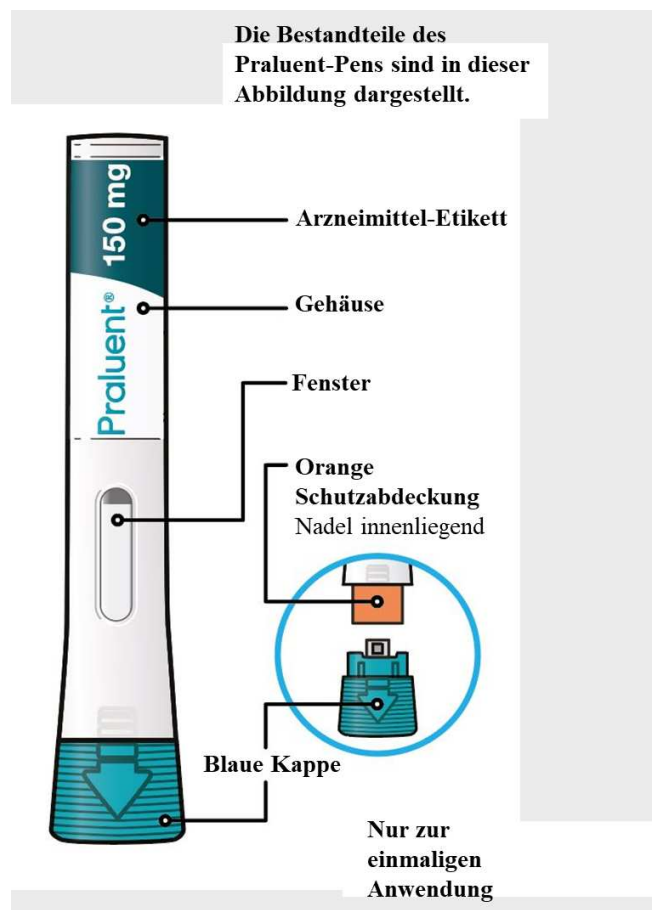 Die Bestandteile des
Praluent-Pens sind in dieser
Abbildung dargestellt.
150 mg
Praluent®
Arzneimittel-Etikett
Gehäuse
Fenster
Orange
Schutzabdeckung
Nadel innenliegend
Blaue Kappe
Nur zur
einmaligen
Anwendung